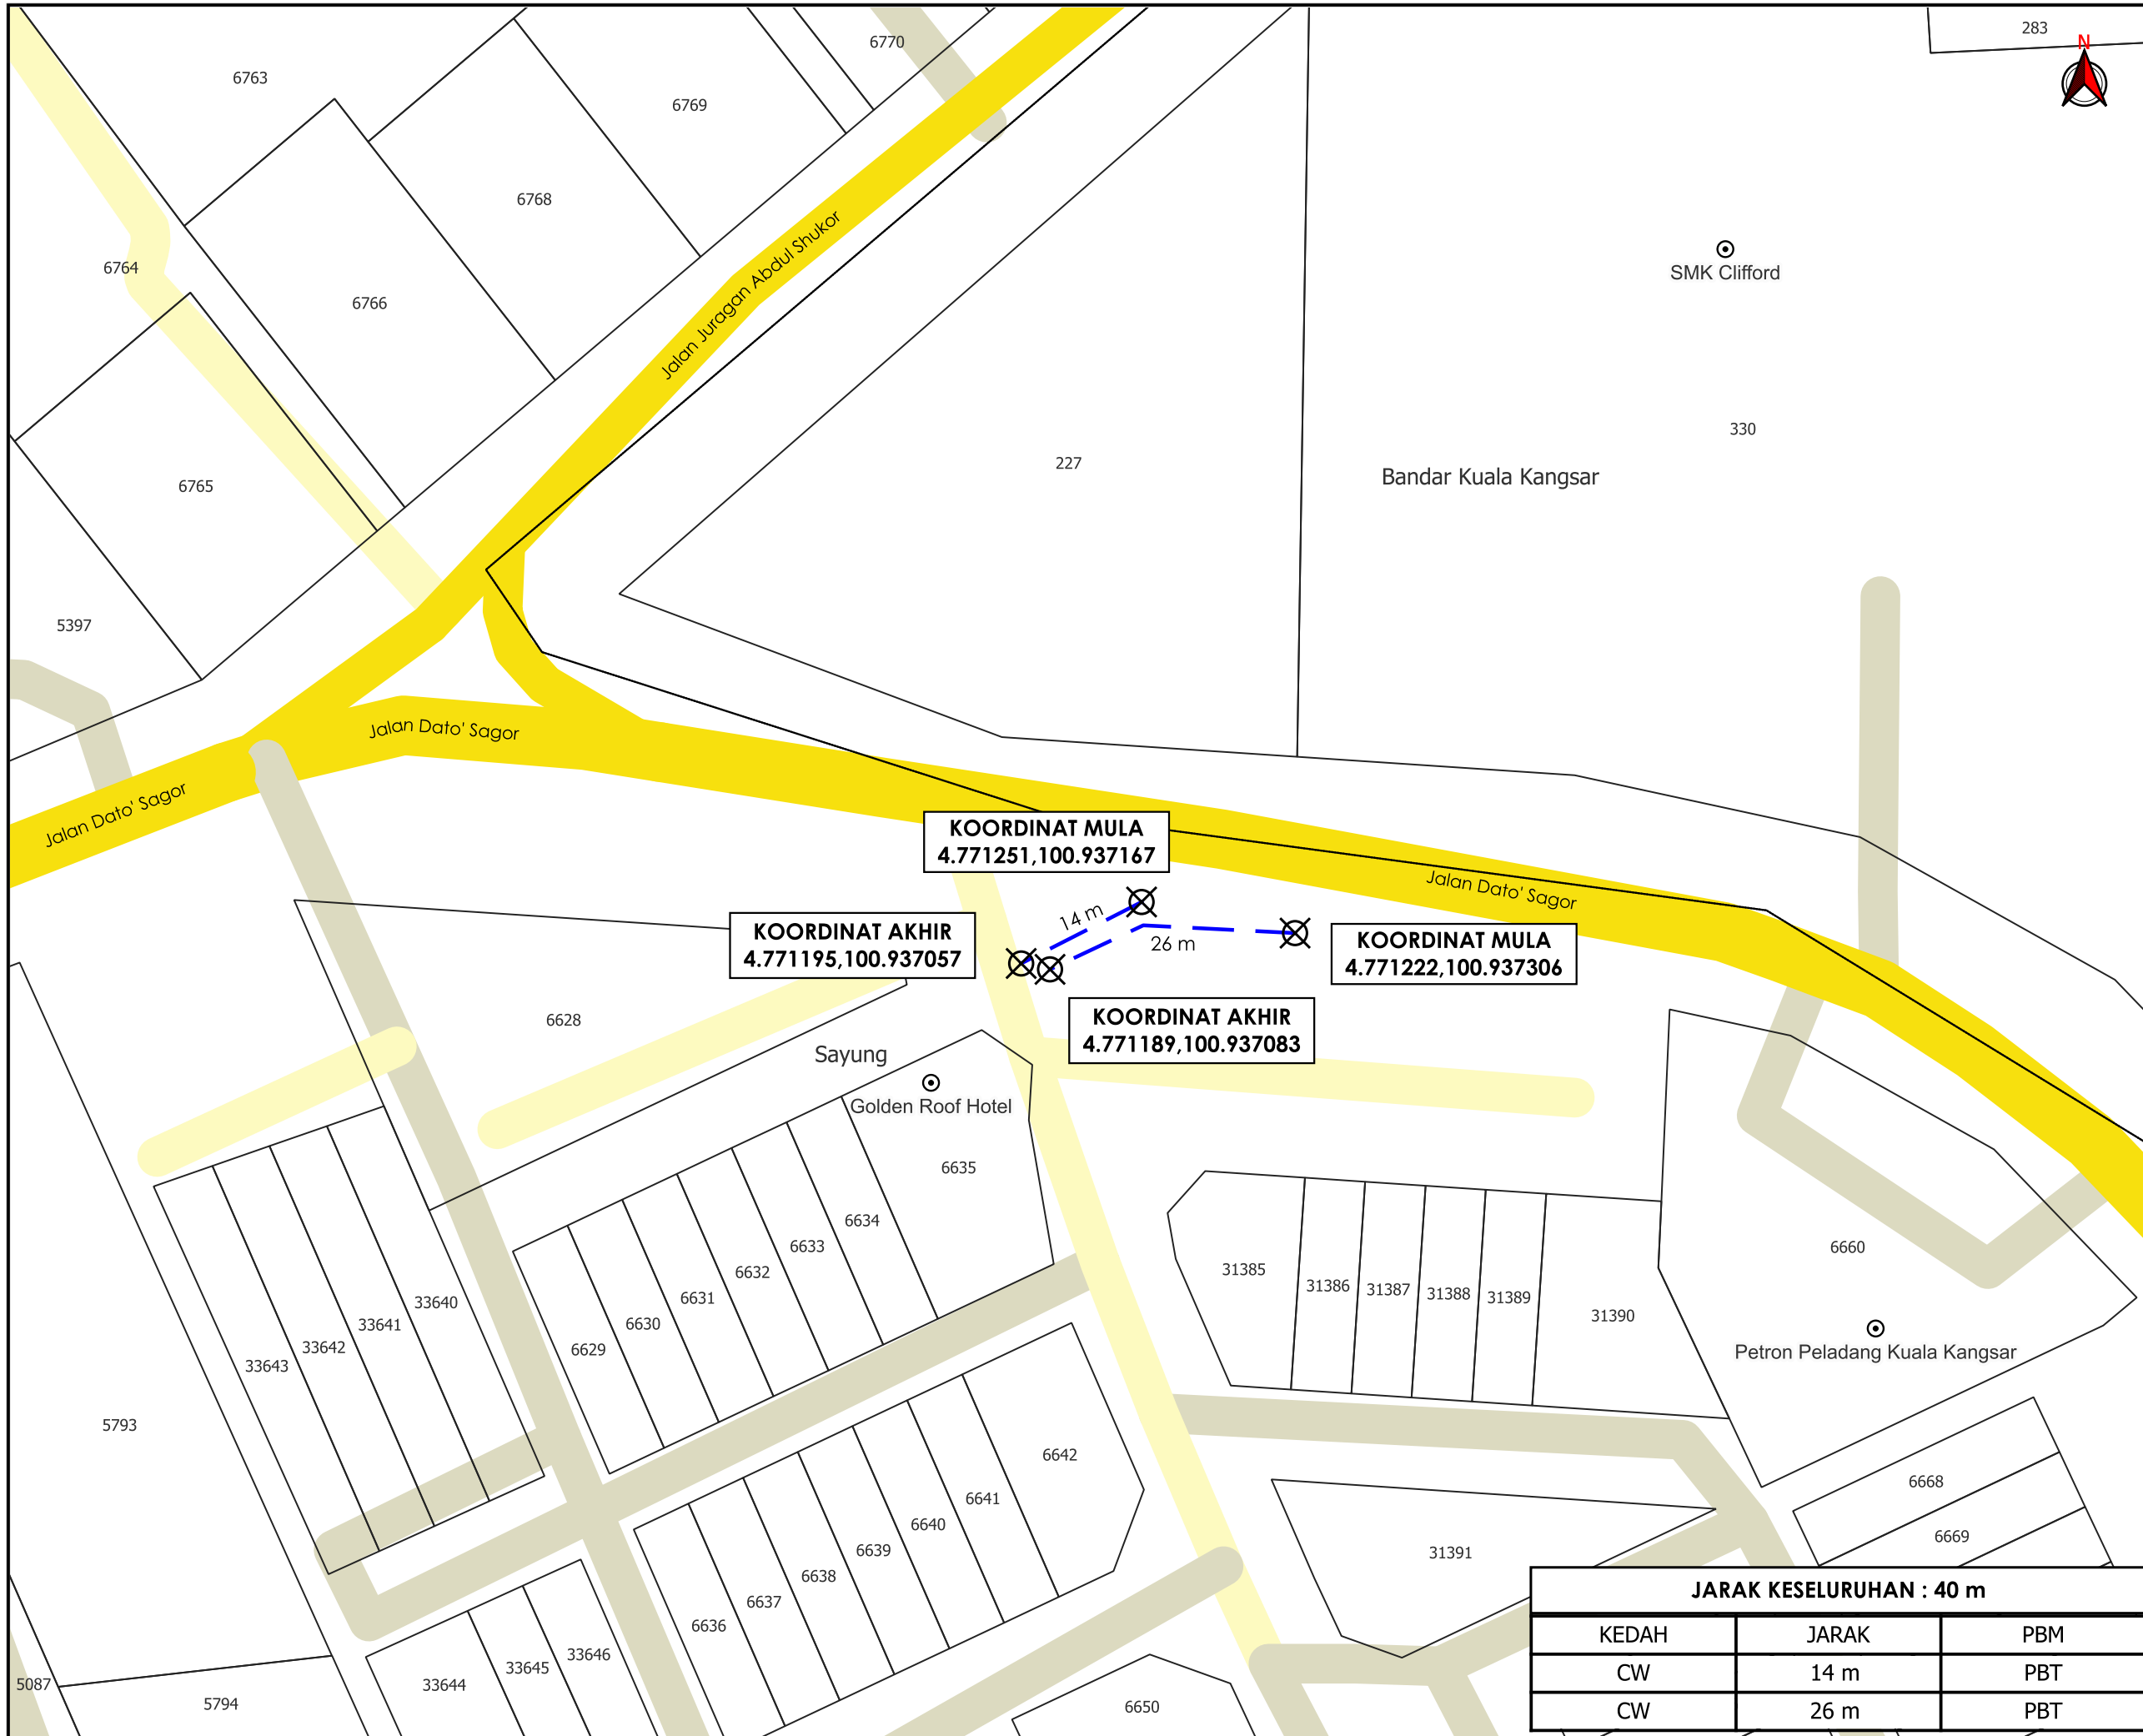 283
N
6770
6763
6769
6768
Jalan Juragan Abdul Shukor
SMK Clifford
6764
6766
330
227
Bandar Kuala Kangsar
6765
5397
Jalan Dato' Sagor
Jalan Dato' Sagor
KOORDINAT MULA
4.771251,100.937167
Jalan Dato' Sagor
14 m
KOORDINAT AKHIR
4.771195,100.937057
26 m
KOORDINAT MULA
4.771222,100.937306
KOORDINAT AKHIR
4.771189,100.937083
6628
Sayung
Golden Roof Hotel
6635
6634
6633
6632
6631
6630
6629
6660
31385
31386
31387
31388
31389
31390
33640
33641
33642
33643
Petron Peladang Kuala Kangsar
5793
6642
6641
6640
6639
6638
6637
6636
6668
6669
31391
33646
33645
33644
5087
5794
6650
JARAK KESELURUHAN : 40 m
KEDAH JARAK PBM
CW 14 m PBT
CW 26 m PBT